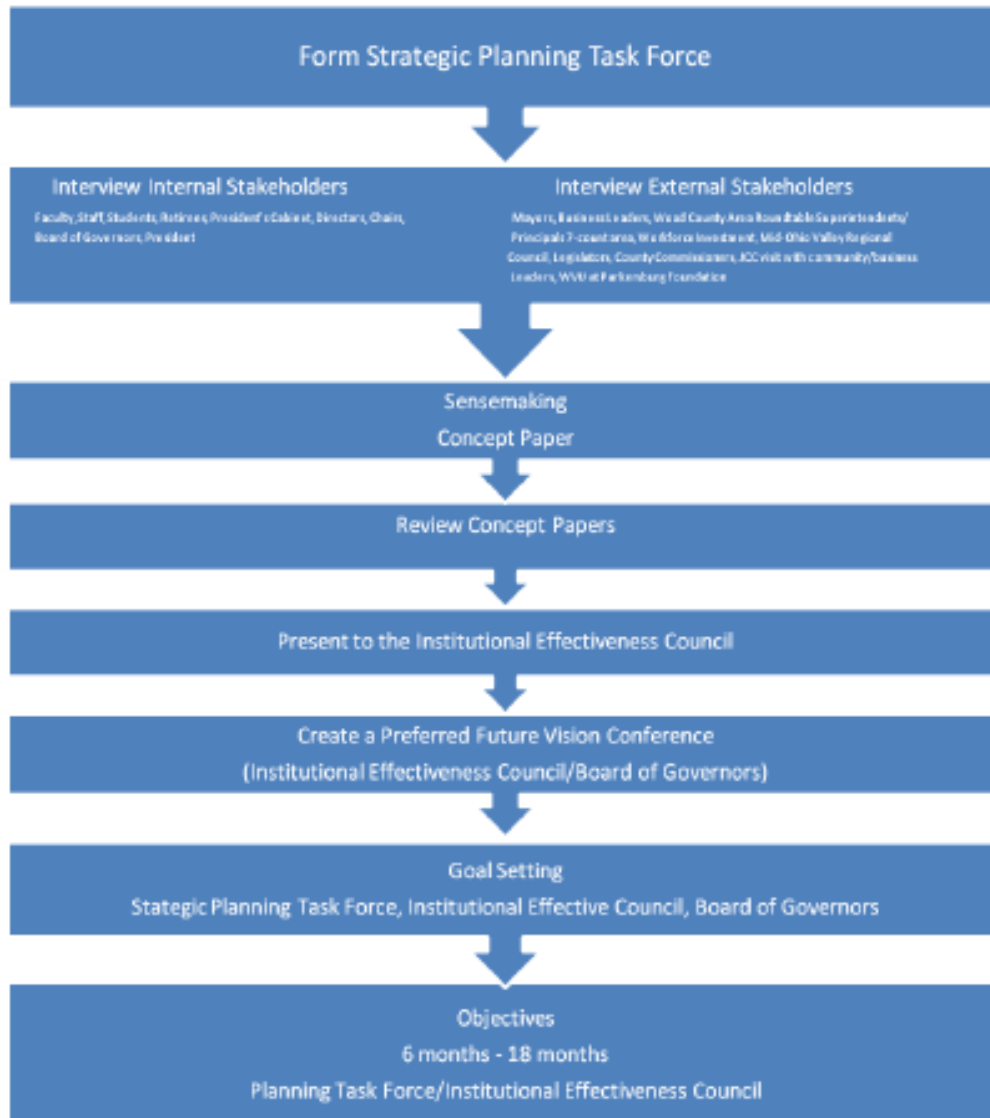 Form Strategic Planning Task Force
Interview Internal Stakeholders
Faculty, Staff, Students, Retirees, President's Cabinet, Directors, Chairs,
Board of Governors, President
Interview External Stakeholders
Mayors, Business Leaders, Wood County Area Roundtable Superintendents/
Principals 7-count area, Workforce Investment, Mid-Ohio Valley Regional
Council, Legislators, County Commissioners, JCC visit with community/business
Leaders, WVU at Parkersburg Foundation
Sensemaking
Concept Paper
Review Concept Papers
Present to the Institutional Effectiveness Council
Create a Preferred Future Vision Conference
(Institutional Effectiveness Council/Board of Governors)
Goal Setting
Stategic Planning Task Force, Institutional Effective Council, Board of Governors
Objectives
6 months - 18 months
Planning Task Force/Institutional Effectiveness Council